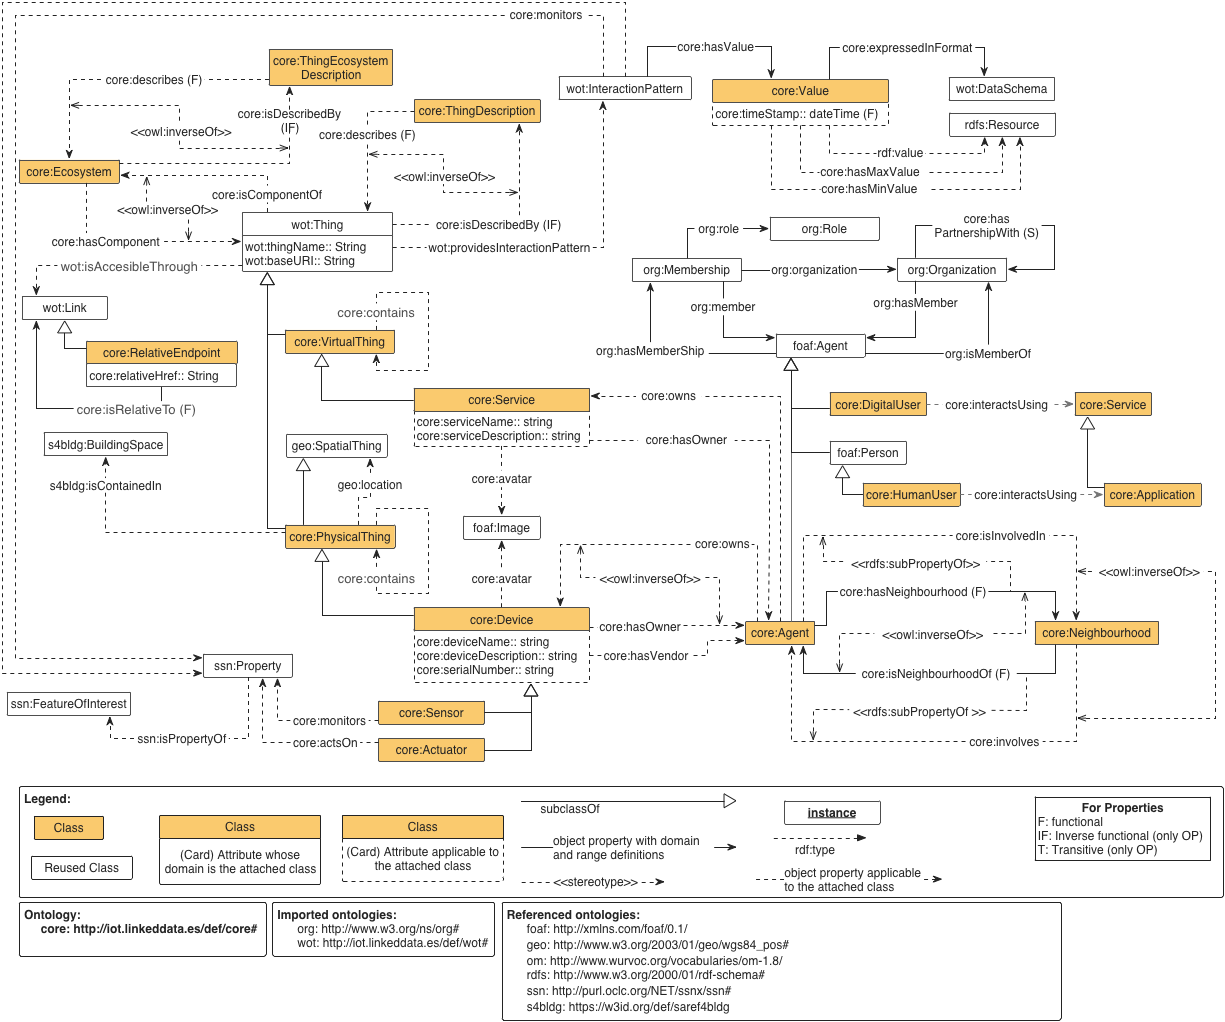 core:monitors
core:ThingEcosystem
Description
core:describes (F)
core:isDescribedBy
(IF)
<<owl:inverseOf>>
core:Ecosystem
core:ThingDescription
core:describes (F)
<<owl:inverseOf>>
core:isDescribedBy (IF)
core:isComponentOf
<<owl:inverseOf>>
core:hasComponent
wot:Thing
wot:thingName:: String
wot:baseURI:: String
wot:providesInteractionPattern
wot:isAccesibleThrough
wot:Link
core:RelativeEndpoint
core:relativeHref:: String
core:isRelativeTo (F)
wot:InteractionPattern
core:hasValue
core:Value
core:timeStamp:: dateTime (F)
core:expressedInFormat
wot:DataSchema
rdfs:Resource
rdf:value
core:hasMaxValue
core:hasMinValue
org:role
org:Role
core:has
PartnershipWith (S)
org:Membership
org:organization
org:Organization
org:member
org:hasMember
org:hasMemberShip
foaf:Agent
org:isMemberOf
core:contains
core:VirtualThing
core:Service
core:serviceName:: string
core:serviceDescription:: string
core:owns
core:hasOwner
core:DigitalUser
core:interactsUsing
core:Service
foaf:Person
core:HumanUser
core:interactsUsing
core:Application
s4bldg:BuildingSpace
s4bldg:isContainedIn
geo:SpatialThing
geo:location
core:PhysicalThing
core:contains
core:avatar
foaf:Image
core:avatar
core:owns
<<owl:inverseOf>>
core:Device
core:deviceName:: string
core:deviceDescription:: string
core:serialNumber:: string
core:hasOwner
core:hasVendor
core:Agent
core:isInvolvedIn
<<rdfs:subPropertyOf>>
<<owl:inverseOf>>
core:hasNeighbourhood (F)
<<owl:inverseOf>>
core:Neighbourhood
core:isNeighbourhoodOf (F)
<<rdfs:subPropertyOf >>
core:involves
ssn:Property
ssn:FeatureOfInterest
ssn:isPropertyOf
core:monitors
core:actsOn
core:Sensor
core:Actuator
Legend:
Class
Reused Class
Class
(Card) Attribute whose
domain is the attached class
Class
(Card) Attribute applicable to
the attached class
subclassOf
object property with domain
and range definitions
<<stereotype>>
instance
rdf:type
object property applicable
to the attached class
For Properties
F: functional
IF: Inverse functional (only OP)
T: Transitive (only OP)
Ontology:
core: http://iot.linkeddata.es/def/core#
Imported ontologies:
org: http://www.w3.org/ns/org#
wot: http://iot.linkeddata.es/def/wot#
Referenced ontologies:
foaf: http://xmlns.com/foaf/0.1/
geo: http://www.w3.org/2003/01/geo/wgs84_pos#
om: http://www.wurvoc.org/vocabularies/om-1.8/
rdfs: http://www.w3.org/2000/01/rdf-schema#
ssn: http://purl.oclc.org/NET/ssnx/ssn#
s4bldg: https://w3id.org/def/saref4bldg